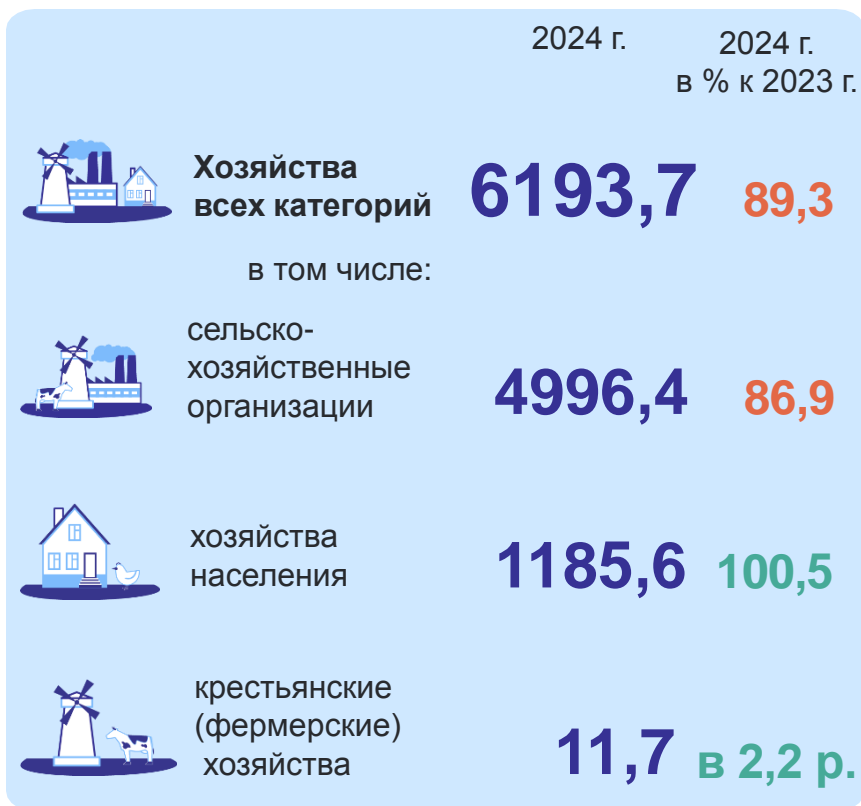 2024 г.
2024 г.
в % к 2023 г.
Хозяйства
всех категорий
6193,7
89,3
в том числе:
сельско-
хозяйственные
организации
4996,4
86,9
хозяйства
населения
1185,6
100,5
крестьянские
(фермерские)
хозяйства
11,7
в 2,2 р.